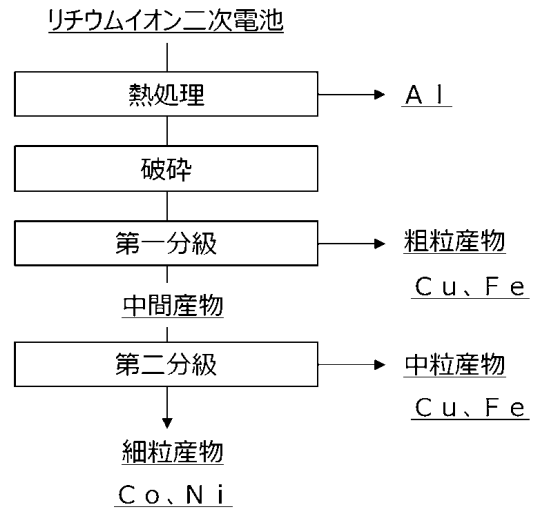 リチウムイオン二次電池
熱処理
Ａｌ
破砕
第一分級
粗粒産物
Ｃｕ、Ｆｅ
中間産物
第二分級
中粒産物
Ｃｕ、Ｆｅ
細粒産物
Ｃｏ、Ｎｉ